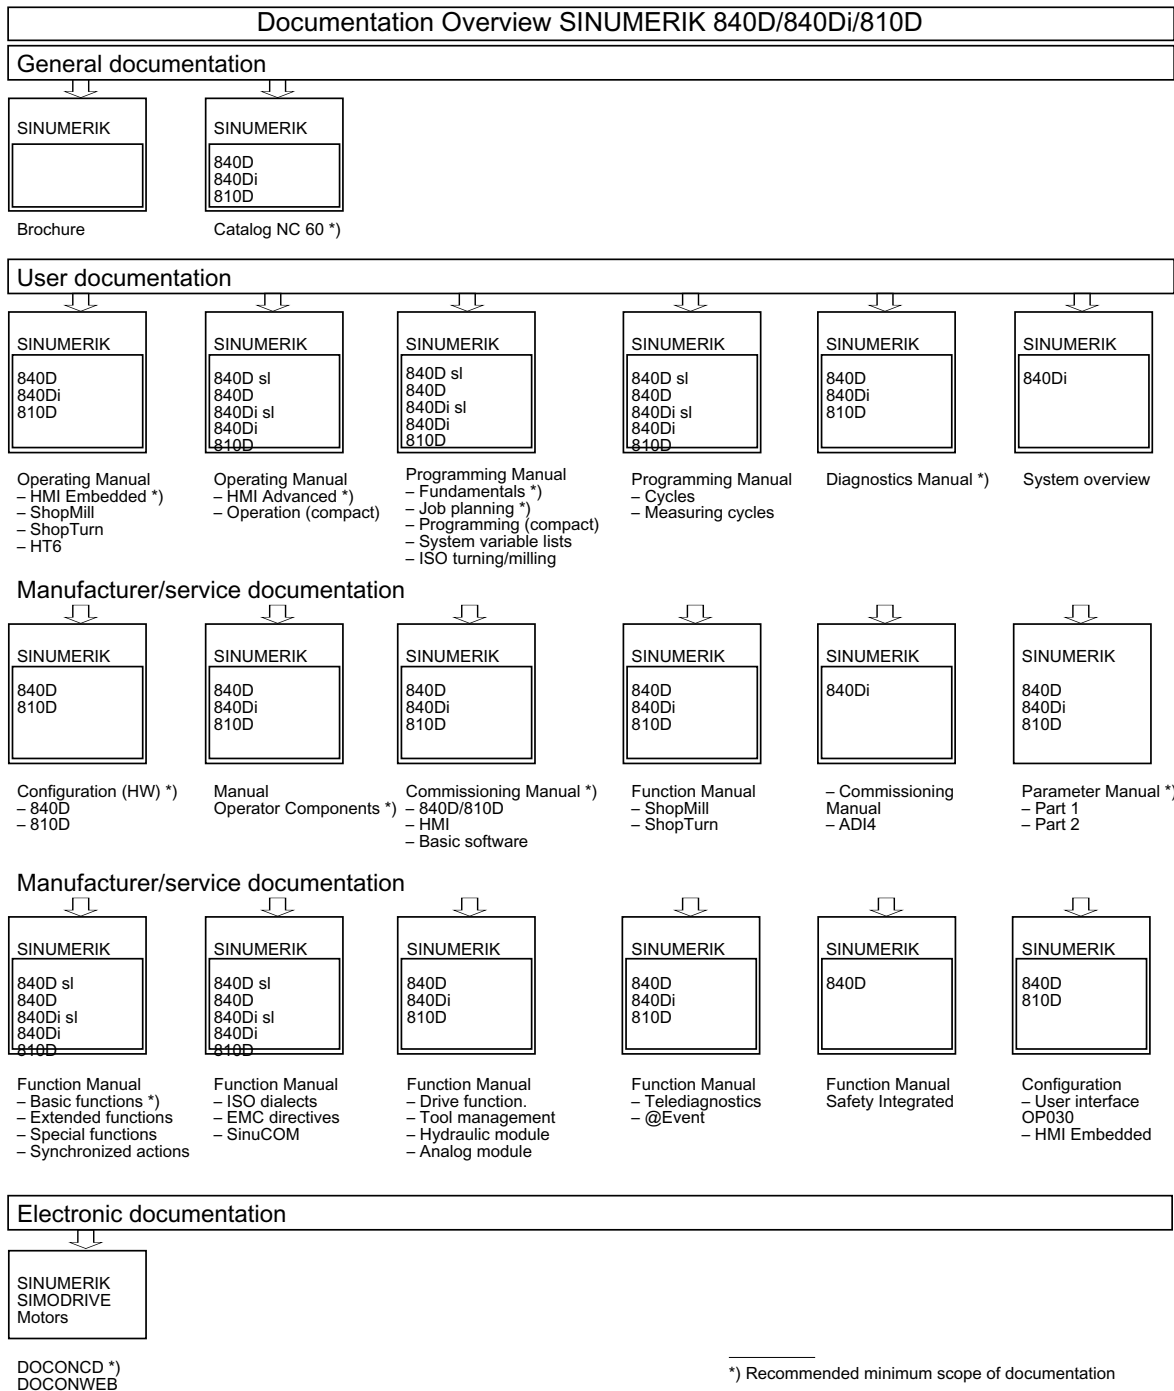 Documentation Overview SINUMERIK 840D/840Di/810D
General documentation
SINUMERIK
Brochure
SINUMERIK
840D
840Di
810D
Catalog NC 60 *)
User documentation
SINUMERIK
840D
840Di
810D
Operating Manual
– HMI Embedded *)
– ShopMill
– ShopTurn
– HT6
SINUMERIK
840D sl
840D
840Di sl
840Di
810D
Operating Manual
– HMI Advanced *)
– Operation (compact)
SINUMERIK
840D sl
840D
840Di sl
840Di
810D
Programming Manual
– Fundamentals *)
– Job planning *)
– Programming (compact)
– System variable lists
– ISO turning/milling
SINUMERIK
840D sl
840D
840Di sl
840Di
810D
Programming Manual
– Cycles
– Measuring cycles
SINUMERIK
840D
840Di
810D
Diagnostics Manual *)
SINUMERIK
840Di
System overview
Manufacturer/service documentation
SINUMERIK
840D
810D
Configuration (HW) *)
– 840D
– 810D
SINUMERIK
840D
840Di
810D
Manual
Operator Components *)
SINUMERIK
840D
840Di
810D
Commissioning Manual *)
– 840D/810D
– HMI
– Basic software
SINUMERIK
840D
840Di
810D
Function Manual
– ShopMill
– ShopTurn
SINUMERIK
840Di
– Commissioning
Manual
– ADI4
SINUMERIK
840D
840Di
810D
Parameter Manual *)
– Part 1
– Part 2
Manufacturer/service documentation
SINUMERIK
840D sl
840D
840Di sl
840Di
810D
Function Manual
– Basic functions *)
– Extended functions
– Special functions
– Synchronized actions
SINUMERIK
840D sl
840D
840Di sl
840Di
810D
Function Manual
– ISO dialects
– EMC directives
– SinuCOM
SINUMERIK
840D
840Di
810D
Function Manual
– Drive function.
– Tool management
– Hydraulic module
– Analog module
SINUMERIK
840D
840Di
810D
Function Manual
– Telediagnostics
– @Event
SINUMERIK
840D
Function Manual
Safety Integrated
SINUMERIK
840D
810D
Configuration
– User interface
OP030
– HMI Embedded
Electronic documentation
SINUMERIK
SIMODRIVE
Motors
DOCONCD *)
DOCONWEB
*) Recommended minimum scope of documentation